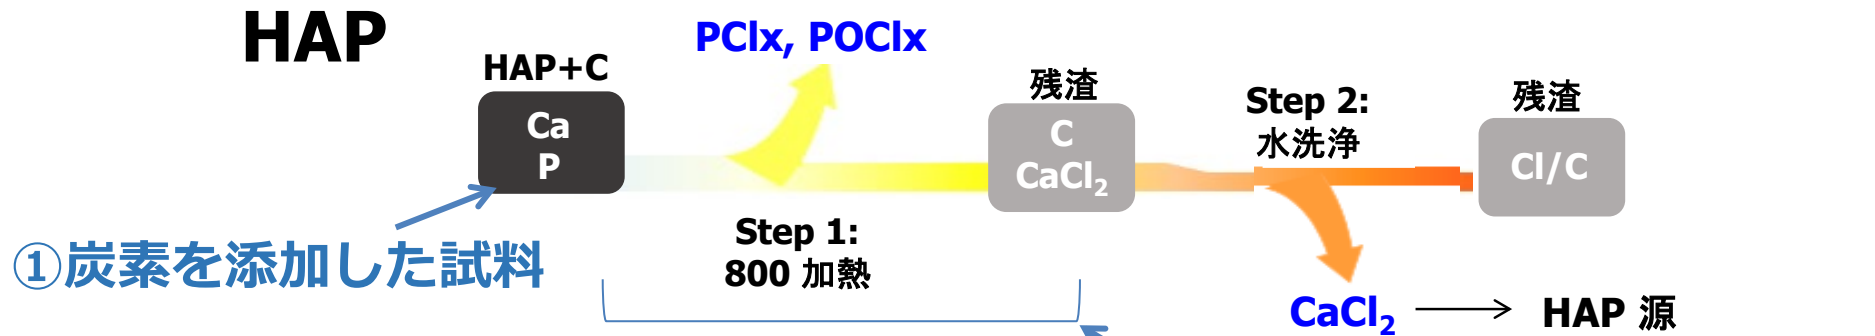 HAP
PClx, POClx
HAP+C
Ca
P
①炭素を添加した試料
Step 1:
800 加熱
残渣
C
CaCl₂
Step 2:
水洗浄
残渣
Cl/C
CaCl₂
HAP 源